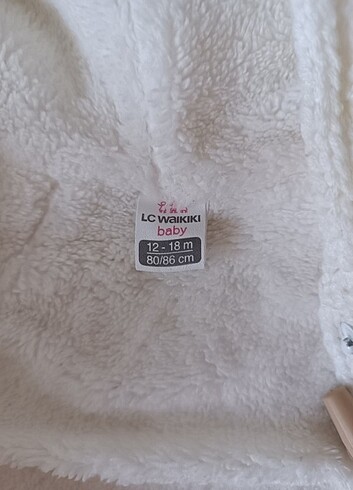 LC WAIKIKI
baby
12 - 18 m
80/86 cm